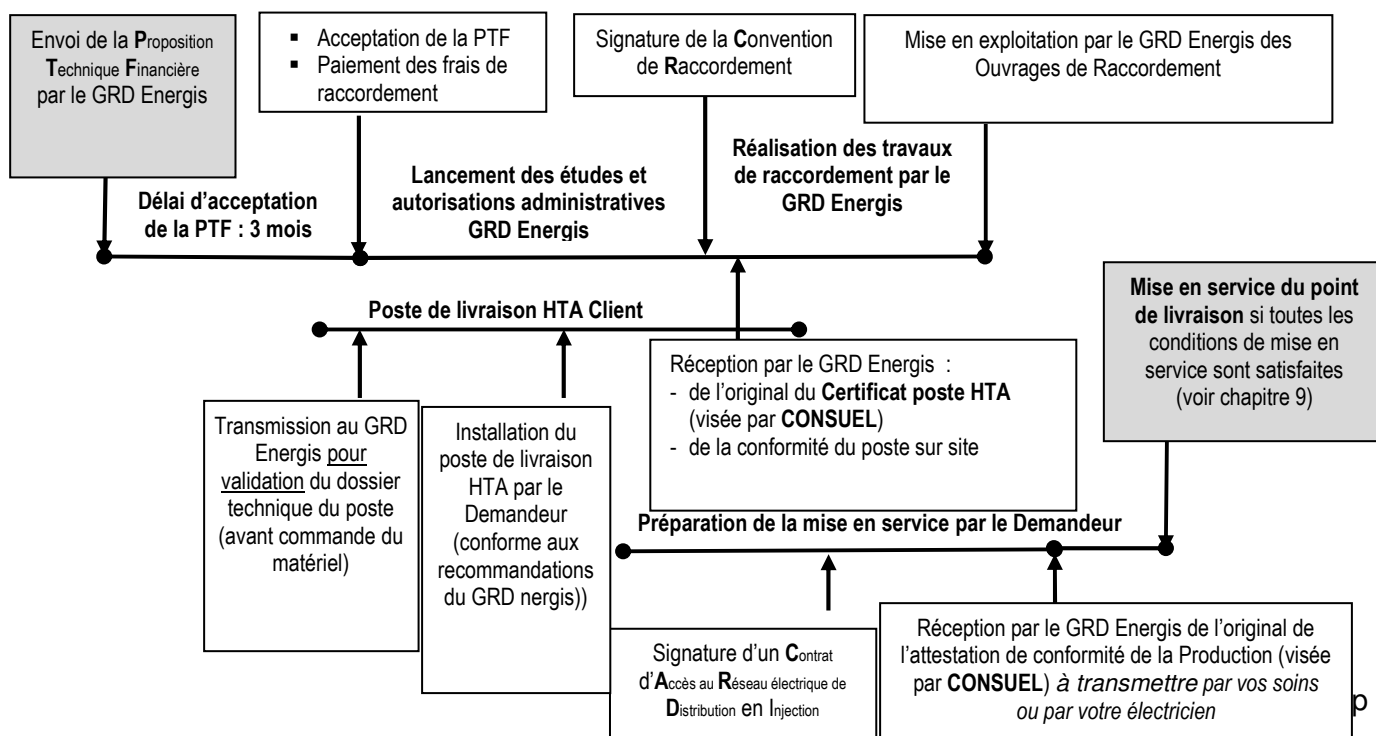 Envoi de la Proposition
Technique Financière
par le GRD Energis
▪ Acceptation de la PTF
▪ Paiement des frais de
raccordement
Signature de la Convention
de Raccordement
Mise en exploitation par le GRD Energis des
Ouvrages de Raccordement
Délai d’acceptation
de la PTF : 3 mois
Lancement des études et
autorisations administratives
GRD Energis
Réalisation des travaux
de raccordement par le
GRD Energis
Poste de livraison HTA Client
Mise en service du point
de livraison si toutes les
conditions de mise en
service sont satisfaites
(voir chapitre 9)
Transmission au GRD
Energis pour
validation du dossier
technique du poste
(avant commande du
matériel)
Installation du
poste de livraison
HTA par le
Demandeur
(conforme aux
recommandations
du GRD nergis))
Réception par le GRD Energis :
- de l’original du Certificat poste HTA
(visée par CONSUEL)
- de la conformité du poste sur site
Préparation de la mise en service par le Demandeur
Signature d’un Contrat
d’Accès au Réseau électrique de
Distribution en Injection
Réception par le GRD Energis de l’original de
l’attestation de conformité de la Production (visée
par CONSUEL) à transmettre par vos soins
ou par votre électricien
p